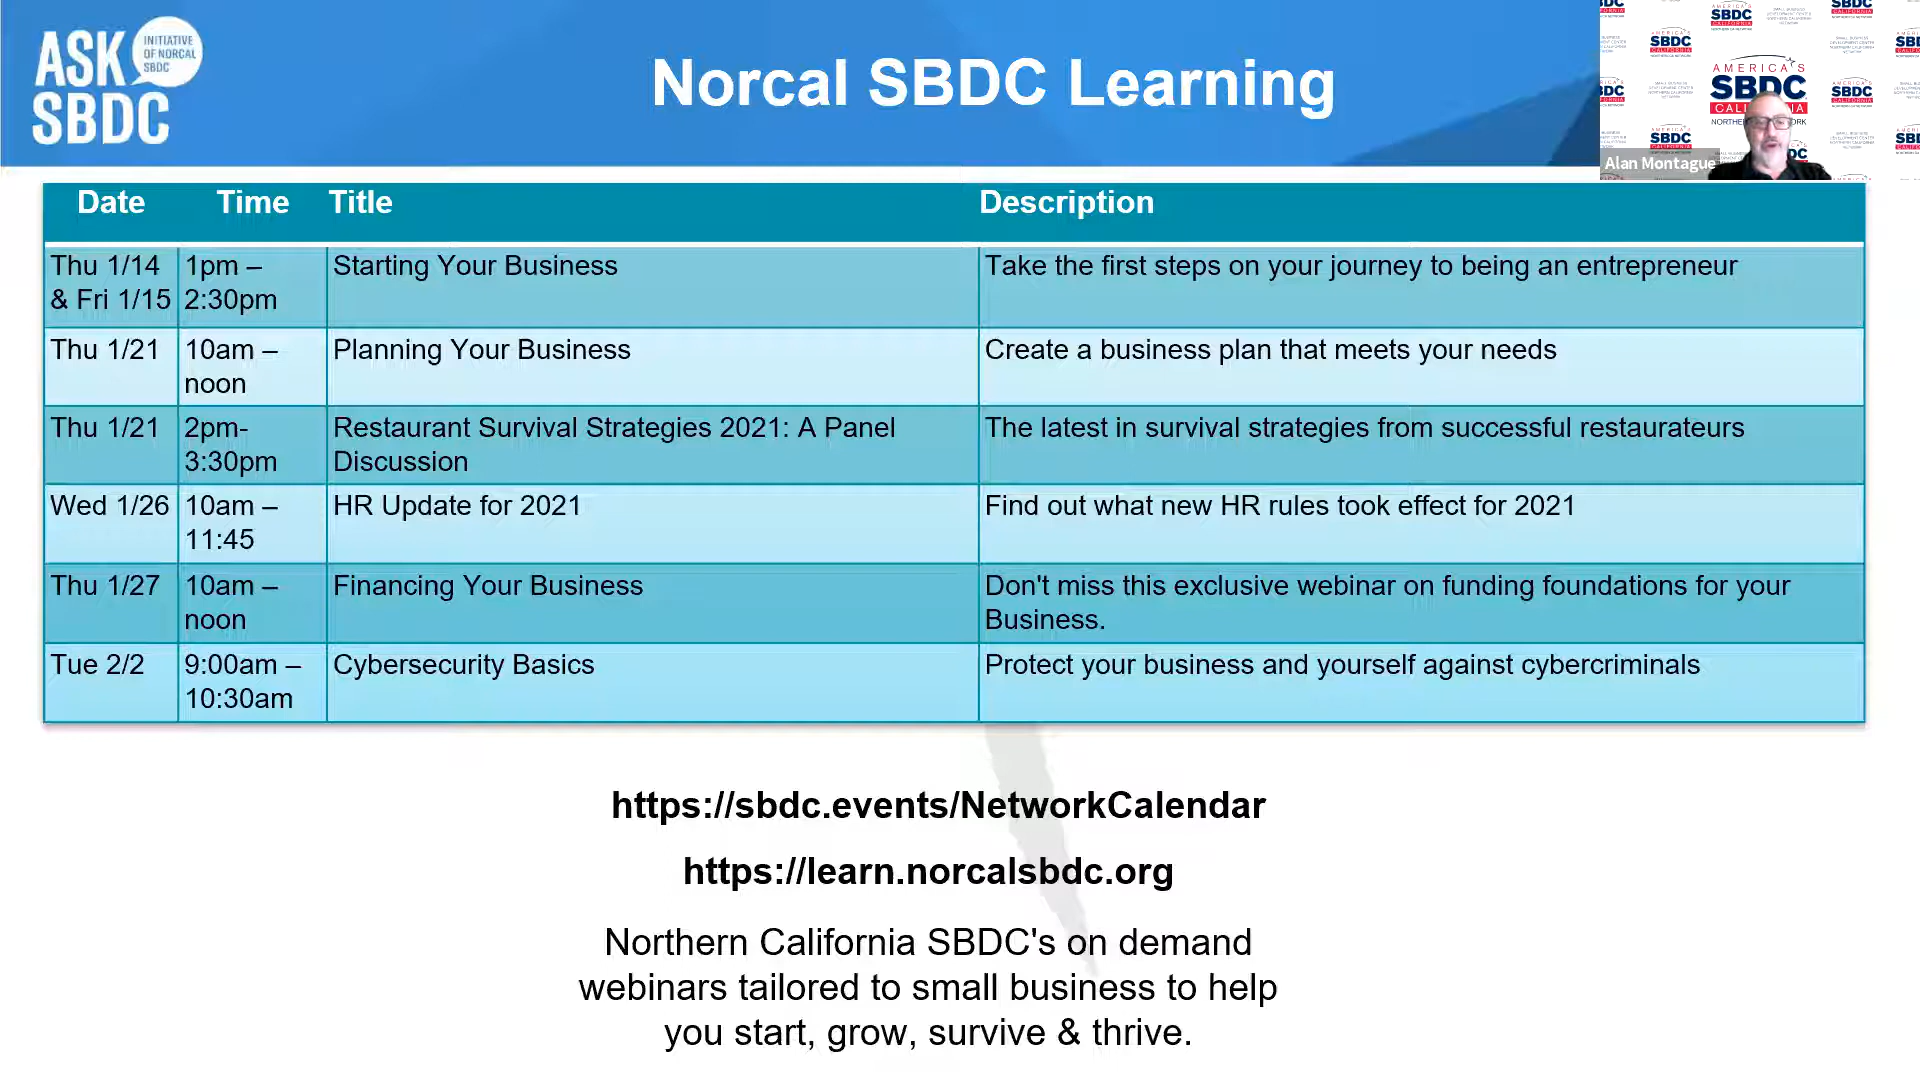 ASK
SBDC
INITIATIVE
OF NORCAL
SBDC
Norcal SBDC Learning
AMERICA'S
SBDC
CALIFORNIA
Alan Montague
Date Time Title Description
Thu 1/14 1pm – Starting Your Business Take the first steps on your journey to being an entrepreneur
& Fri 1/15 2:30pm
Thu 1/21 10am – Planning Your Business Create a business plan that meets your needs
noon
Thu 1/21 2pm- Restaurant Survival Strategies 2021: A Panel The latest in survival strategies from successful restaurateurs
3:30pm Discussion
Wed 1/26 10am – HR Update for 2021 Find out what new HR rules took effect for 2021
11:45
Thu 1/27 10am – Financing Your Business Don't miss this exclusive webinar on funding foundations for your
noon Business.
Tue 2/2 9:00am – Cybersecurity Basics Protect your business and yourself against cybercriminals
10:30am
https://sbdc.events/NetworkCalendar
https://learn.norcalsbdc.org
Northern California SBDC's on demand
webinars tailored to small business to help
you start, grow, survive & thrive.